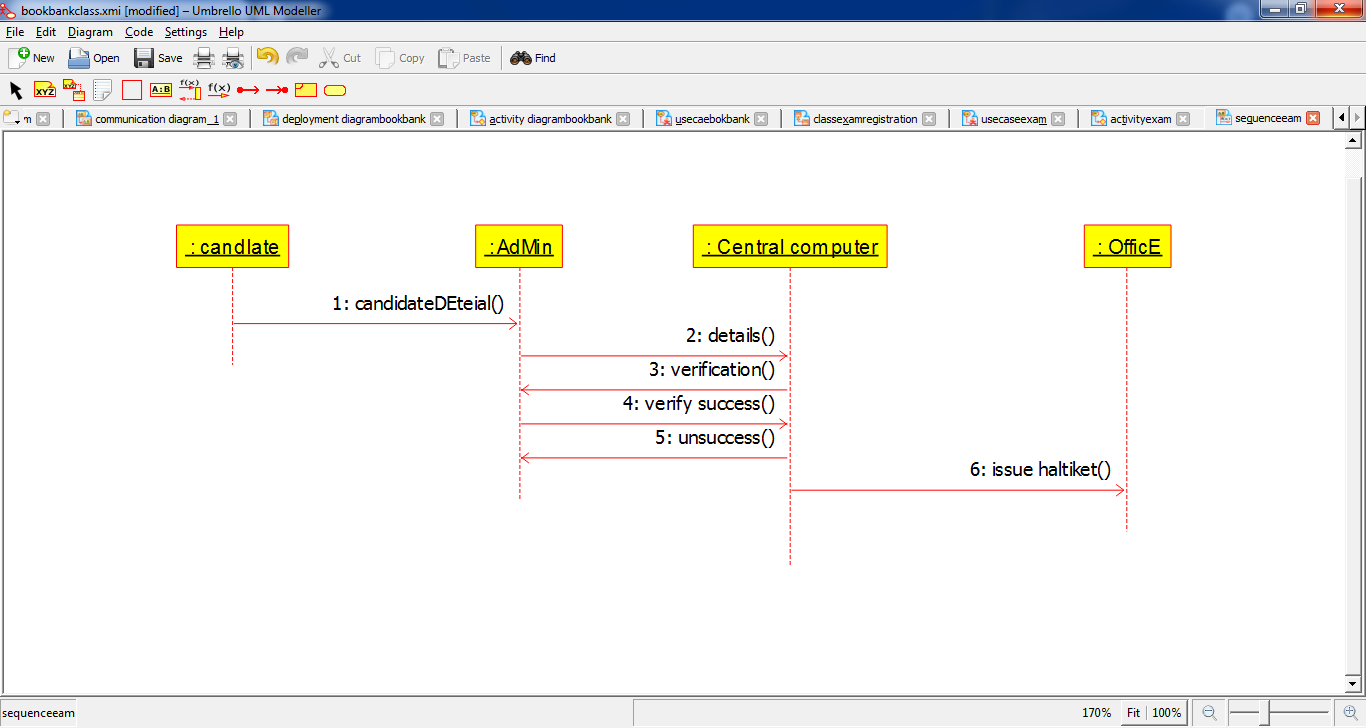 bookbankclass.xmi [modified] – Umbrello UML Modeller
File Edit Diagram Code Settings Help
New Open Save Cut Copy Paste Find
XYZ XYZ A:B f(x) f(x)
m communication diagram_1 deployment diagrambookbank activity diagrambookbank usecaebokbank classexamregistration usecaseexam activityexam sequenceeam
: candlate :AdMin : Central computer : OfficE
1: candidateDEteial()
2: details()
3: verification()
4: verify success()
5: unsuccess()
6: issue haltiket()
sequenceeam 170% Fit 100%